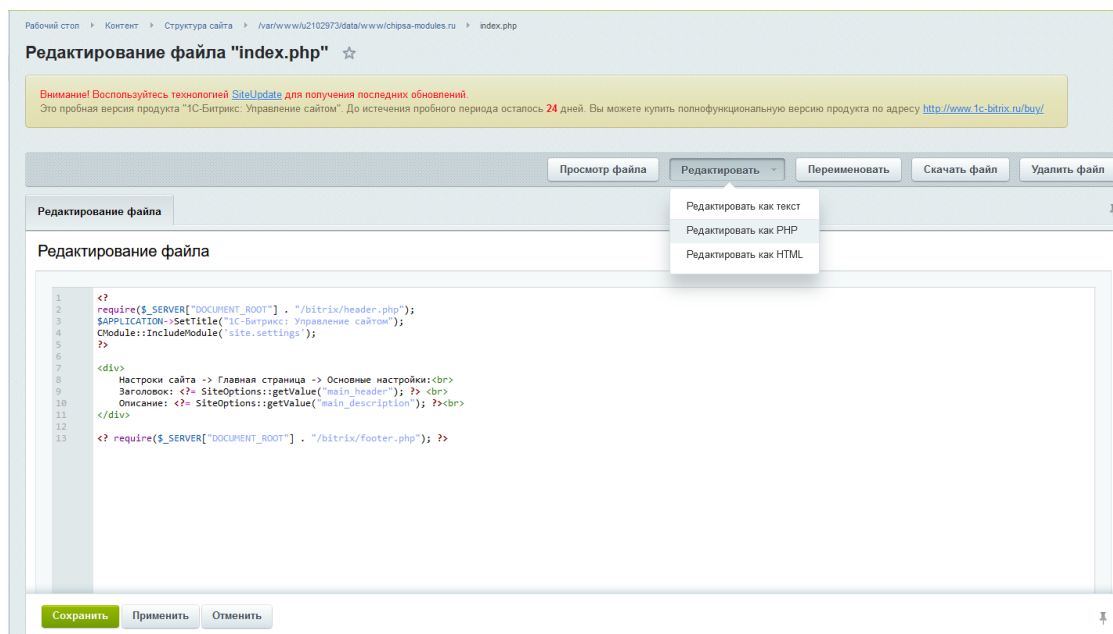 Рабочий стол Контент Структура сайта /var/www/u2102973/data/www/chipsa-modules.ru index.php
Редактирование файла "index.php"
Внимание! Воспользуйтесь технологией SiteUpdate для получения последних обновлений.
Это пробная версия продукта "1С-Битрикс: Управление сайтом". До истечения пробного периода осталось 24 дней. Вы можете купить полнофункциональную версию продукта по адресу http://www.1c-bitrix.ru/buy/
Просмотр файла Редактировать Переименовать Скачать файл Удалить файл
Редактировать как текст
Редактировать как PHP
Редактировать как HTML
Редактирование файла
Редактирование файла
1 <?
2 require($_SERVER["DOCUMENT_ROOT"] . "/bitrix/header.php");
3 $APPLICATION->SetTitle("1С-Битрикс: Управление сайтом");
4 CModule::IncludeModule('site.settings');
5 ?>
6
7 <div>
8 Настроки сайта -> Главная страница -> Основные настройки:<br>
9 Заголовок: <?= SiteOptions::getValue("main_header"); ?> <br>
10 Описание: <?= SiteOptions::getValue("main_description"); ?><br>
11 </div>
12
13 <? require($_SERVER["DOCUMENT_ROOT"] . "/bitrix/footer.php"); ?>
Сохранить Применить Отменить